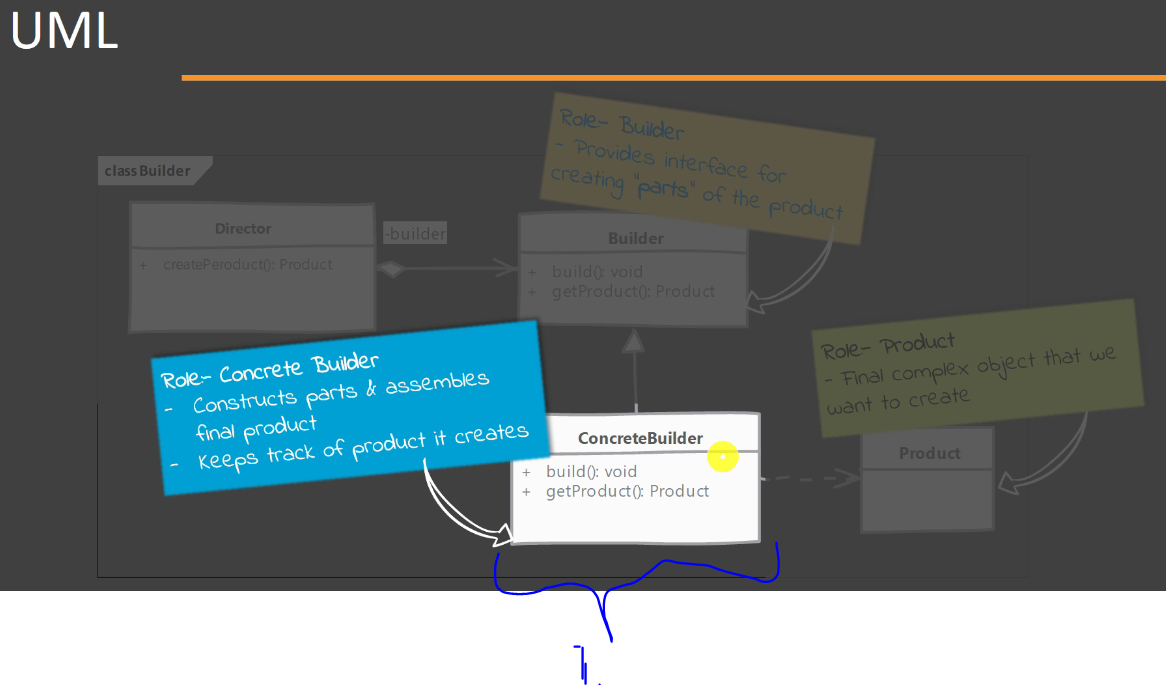 UML
Role:- Builder
- Provides interface for
creating "parts" of the product
class Builder
Director
+ createPeroduct(): Product
-builder
Builder
+ build(): void
+ getProduct(): Product
Role:- Concrete Builder
- Constructs parts & assembles
final product
- Keeps track of product it creates
Role:- Product
- Final complex object that we
want to create
ConcreteBuilder
+ build(): void
+ getProduct(): Product
Product